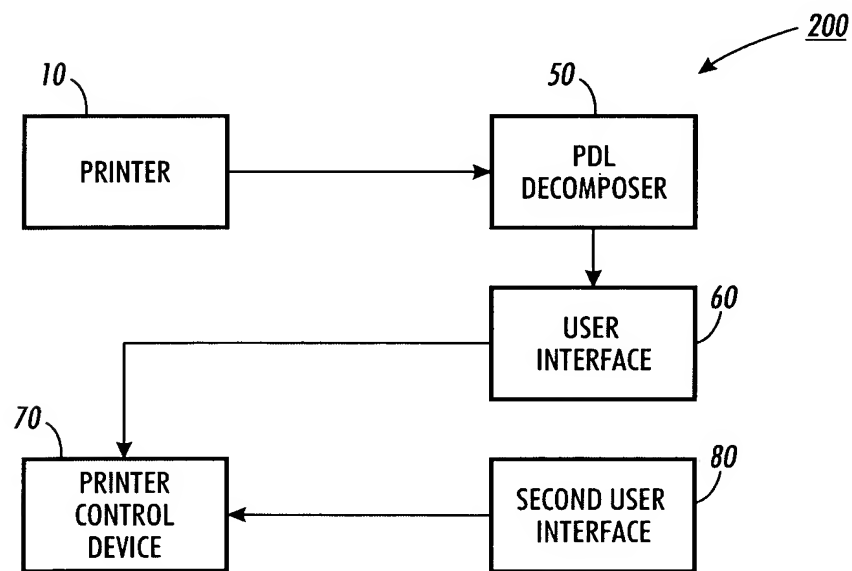 200
10
50
PRINTER
PDL
DECOMPOSER
60
USER
INTERFACE
70
80
PRINTER
CONTROL
DEVICE
SECOND USER
INTERFACE